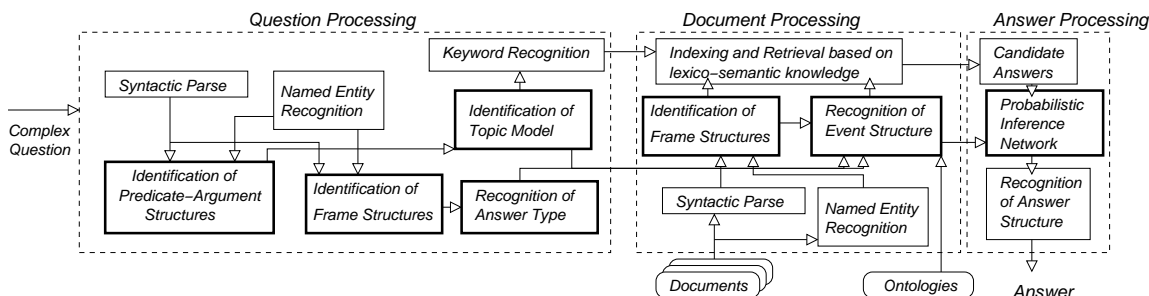 Question Processing
Document Processing
Answer Processing
Keyword Recognition
Indexing and Retrieval based on
lexico−semantic knowledge
Candidate
Answers
Syntactic Parse
Named Entity
Recognition
Identification of
Topic Model
Identification of
Frame Structures
Recognition of
Event Structure
Probabilistic
Inference
Network
Complex
Question
Identification of
Predicate−Argument
Structures
Identification of
Frame Structures
Recognition of
Answer Type
Syntactic Parse
Named Entity
Recognition
Recognition
of Answer
Structure
Documents
Ontologies
Answer